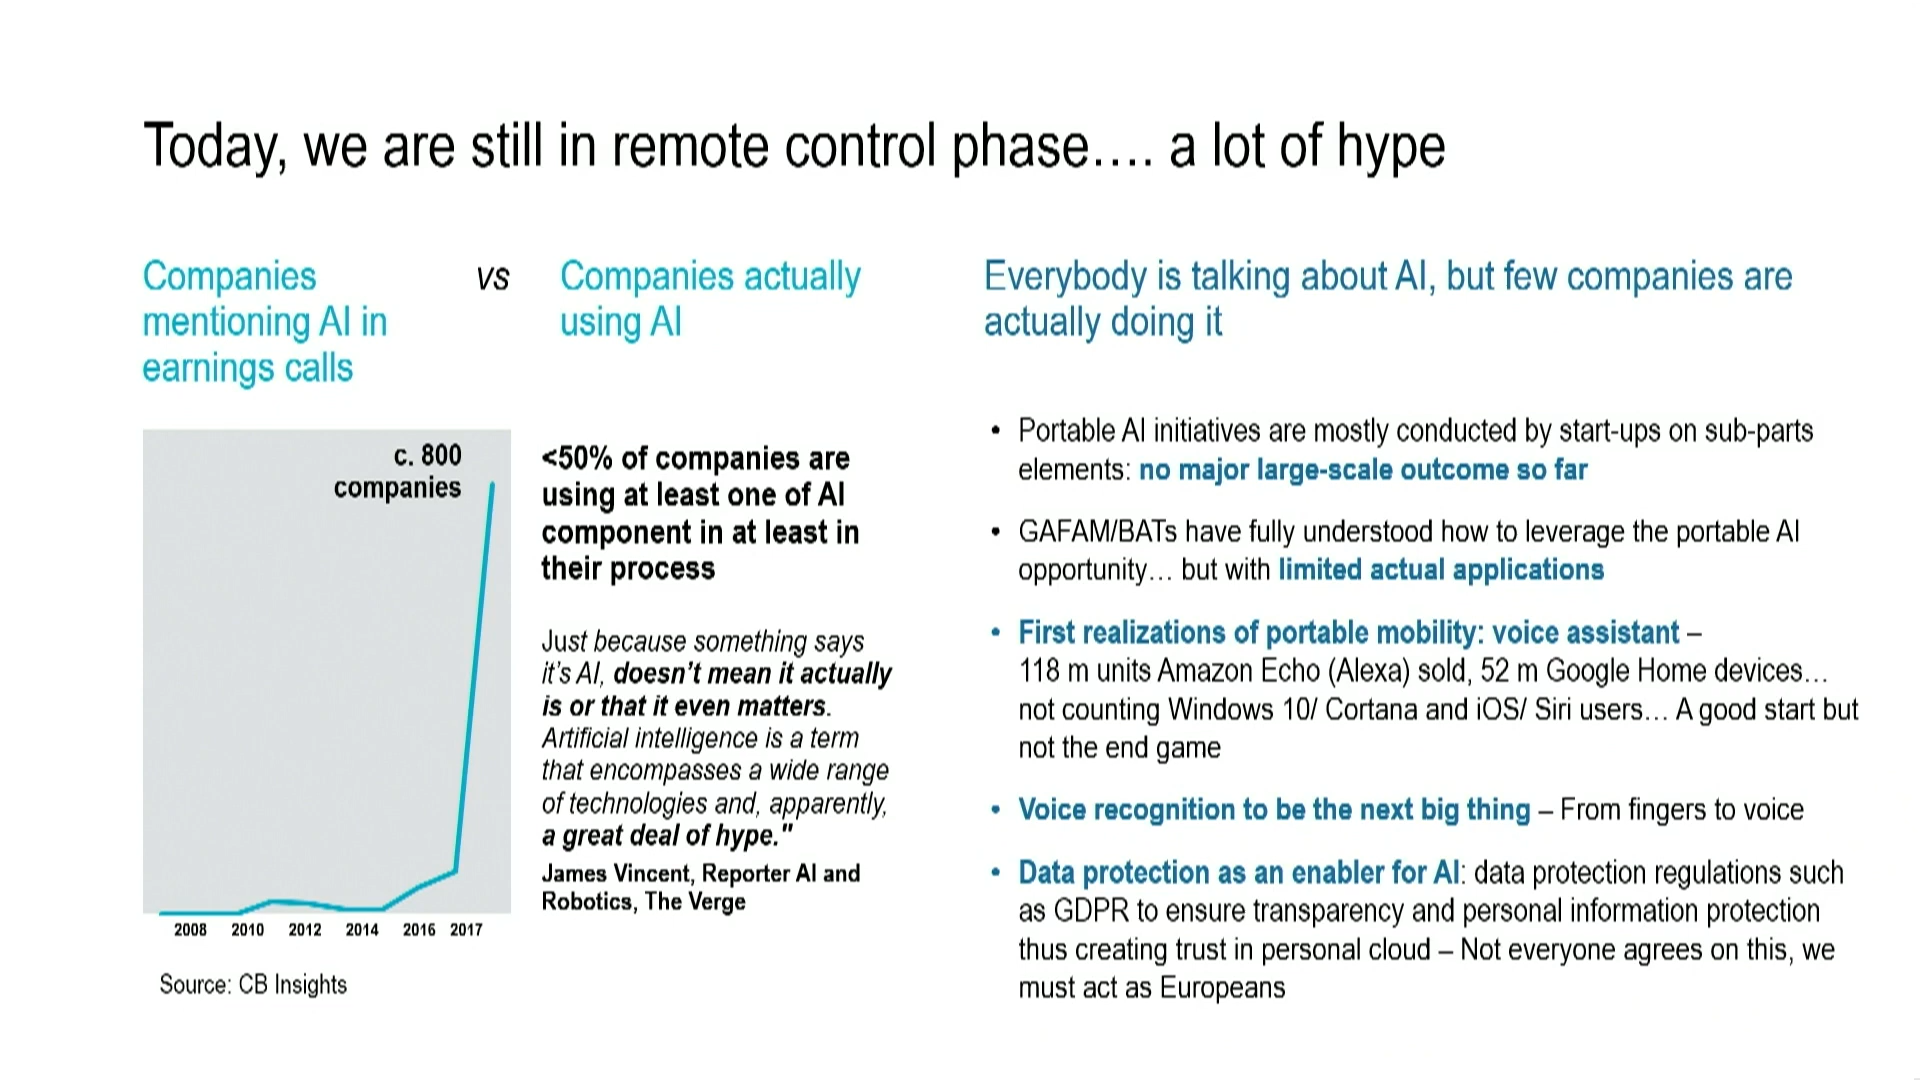 Today, we are still in remote control phase…. a lot of hype
Companies
mentioning AI in
earnings calls
vs
Companies actually
using AI
c. 800
companies
2008 2010 2012 2014 2016 2017
Source: CB Insights
<50% of companies are
using at least one of AI
component in at least in
their process
Just because something says
it's AI, doesn't mean it actually
is or that it even matters.
Artificial intelligence is a term
that encompasses a wide range
of technologies and, apparently,
a great deal of hype."
James Vincent, Reporter AI and
Robotics, The Verge
Everybody is talking about AI, but few companies are
actually doing it
• Portable AI initiatives are mostly conducted by start-ups on sub-parts
elements: no major large-scale outcome so far
• GAFAM/BATs have fully understood how to leverage the portable AI
opportunity… but with limited actual applications
• First realizations of portable mobility: voice assistant –
118 m units Amazon Echo (Alexa) sold, 52 m Google Home devices…
not counting Windows 10/ Cortana and iOS/ Siri users… A good start but
not the end game
• Voice recognition to be the next big thing – From fingers to voice
• Data protection as an enabler for AI: data protection regulations such
as GDPR to ensure transparency and personal information protection
thus creating trust in personal cloud – Not everyone agrees on this, we
must act as Europeans